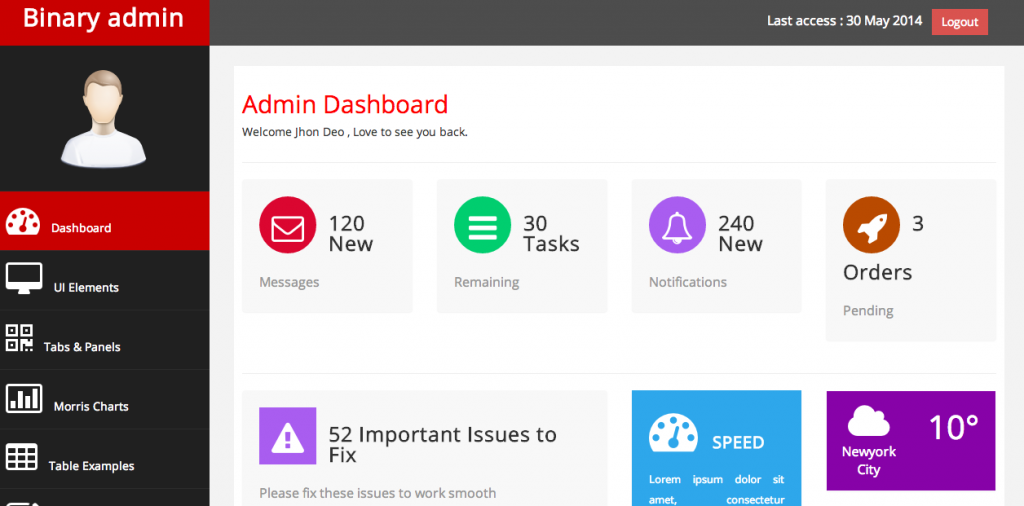 Binary admin
Last access : 30 May 2014
Logout
Dashboard
UI Elements
Tabs & Panels
Morris Charts
Table Examples
Admin Dashboard
Welcome Jhon Deo , Love to see you back.
120
New
Messages
30
Tasks
Remaining
240
New
Notifications
3
Orders
Pending
52 Important Issues to
Fix
Please fix these issues to work smooth
SPEED
Lorem ipsum dolor sit
amet, consectetur
10°
Newyork
City